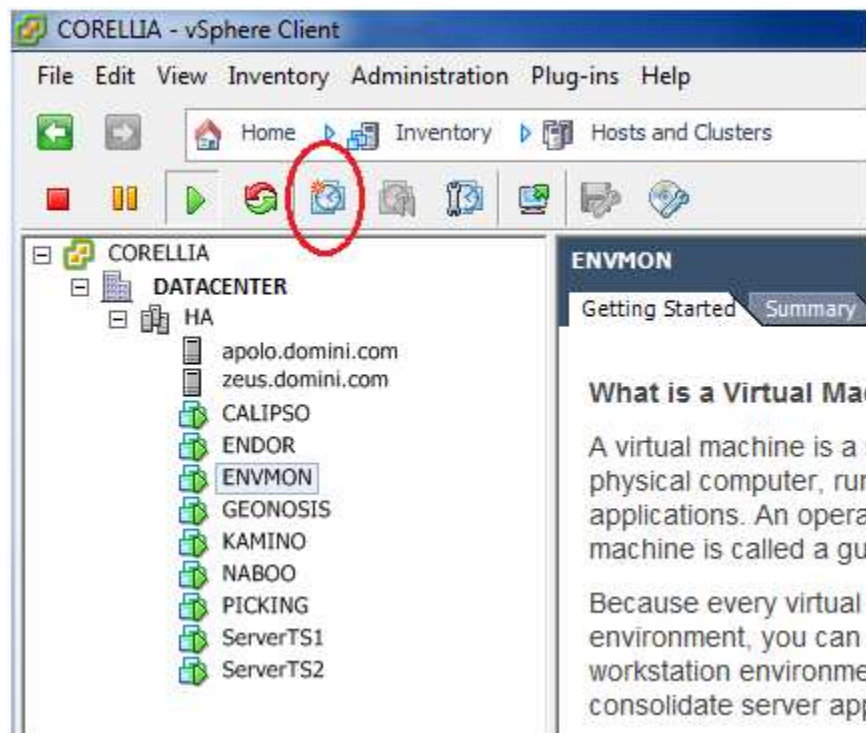 CORELLIA - vSphere Client
File Edit View Inventory Administration Plug-ins Help
Home Inventory Hosts and Clusters
CORELLIA
DATACENTER
HA
apolo.domini.com
zeus.domini.com
CALIPSO
ENDOR
ENVMON
GEONOSIS
KAMINO
NABOO
PICKING
ServerTS1
ServerTS2
ENVMON
Getting Started Summary
What is a Virtual Ma
A virtual machine is a
physical computer, ru
applications. An opera
machine is called a gu
Because every virtual
environment, you can
workstation environme
consolidate server app